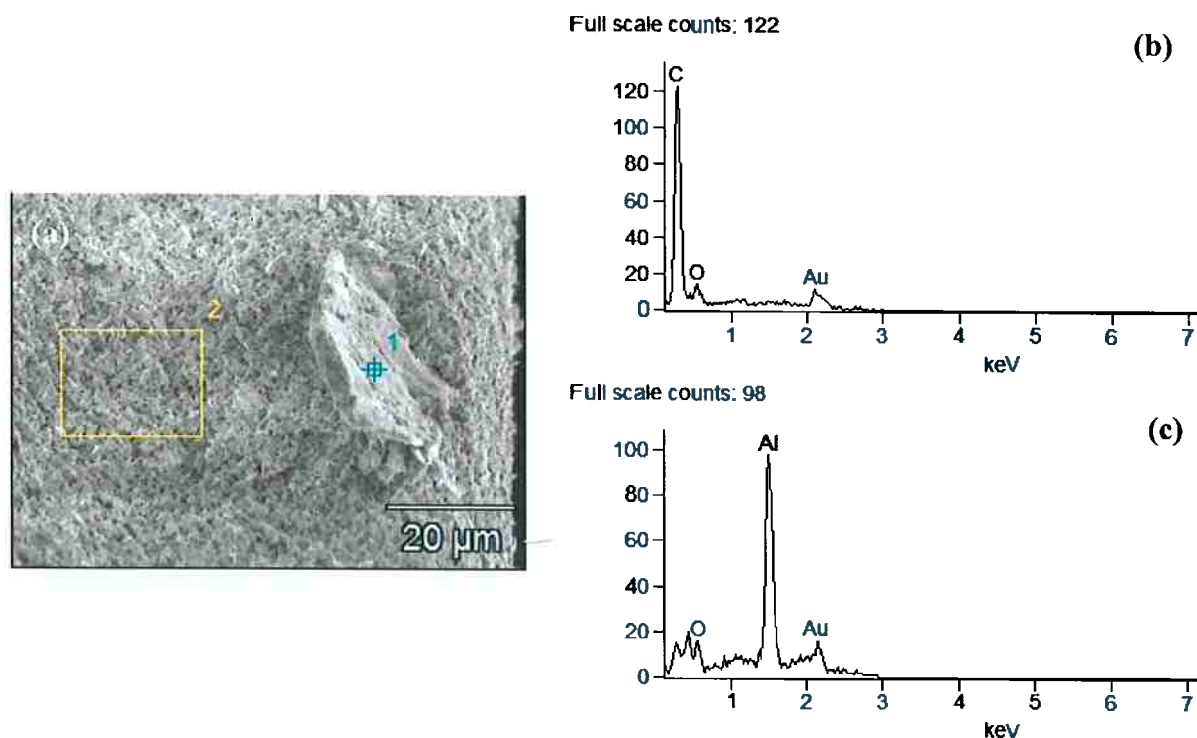 (a)
2
1
20 µm
Full scale counts: 122
(b)
C
O
Au
120
100
80
60
40
20
0
1 2 3 4 5 6 7
keV
Full scale counts: 98
(c)
Al
O
Au
100
80
60
40
20
0
1 2 3 4 5 6 7
keV